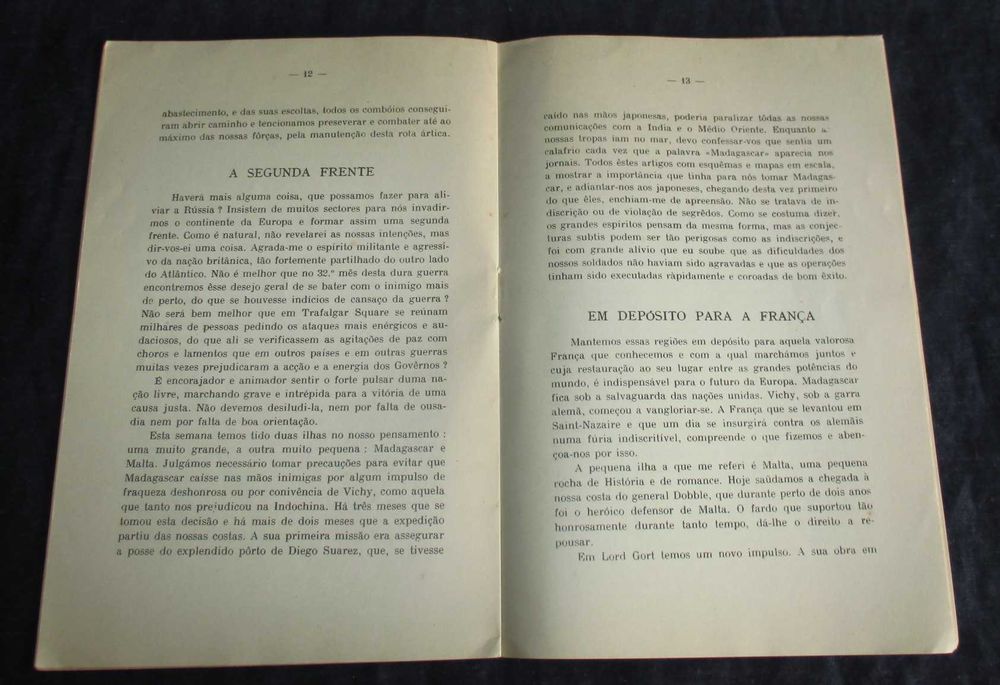 — 12 —
abastecimento, e das suas escoltas, todos os combóios consegui-
ram abrir caminho e tencionamos preseverar e combater até ao
máximo das nossas fôrças, pela manutenção desta rota ártica.
A SEGUNDA FRENTE
Haverá mais alguma coisa, que possamos fazer para ali-
viar a Rússia ? Insistem de muitos sectores para nós invadir-
mos o continente da Europa e formar assim uma segunda
frente. Como é natural, não revelarei as nossas intenções, mas
dir-vos-ei uma coisa. Agrada-me o espírito militante e agressi-
vo da nação britânica, tão fortemente partilhado do outro lado
do Atlântico. Não é melhor que no 32.º mês desta dura guerra
encontremos êsse desejo geral de se bater com o inimigo mais
de perto, do que se houvesse indícios de cansaço da guerra ?
Não será bem melhor que em Trafalgar Square se reúnam
milhares de pessoas pedindo os ataques mais enérgicos e au-
daciosos, do que ali se verificassem as agitações de paz com
choros e lamentos que em outros países e em outras guerras
muitas vezes prejudicaram a acção e a energia dos Govêrnos ?
É encorajador e animador sentir o forte pulsar duma na-
ção livre, marchando grave e intrépida para a vitória de uma
causa justa. Não devemos desiludi-la, nem por falta de ousa-
dia nem por falta de boa orientação.
Esta semana temos tido duas ilhas no nosso pensamento :
uma muito grande, a outra muito pequena : Madagascar e
Malta. Julgámos necessário tomar precauções para evitar que
Madagascar caísse nas mãos inimigas por algum impulso de
fraqueza deshonrosa ou por conivência de Vichy, como aquela
que tanto nos prejudicou na Indochina. Há três meses que se
tomou esta decisão e há mais de dois meses que a expedição
partiu das nossas costas. A sua primeira missão era assegurar
a posse do explendido pôrto de Diego Suarez, que, se tivesse
— 13 —
caído nas mãos japonesas, poderia paralizar tôdas as nossas
comunicações com a Índia e o Médio Oriente. Enquanto a
nossas tropas iam no mar, devo confessar-vos que sentia um
calafrio cada vez que a palavra «Madagascar» aparecia nos
jornais. Todos êstes artigos com esquêmas e mapas em escala,
a mostrar a importância que tinha para nós tomar Madagas-
car, e adiantar-nos aos japoneses, chegando desta vez primeiro
do que êles, enchiam-me de apreensão. Não se tratava de in-
discrição ou de violação de segrêdos. Como se costuma dizer,
os grandes espíritos pensam da mesma forma, mas as conjec-
turas subtis podem ser tão perigosas como as indiscrições, e
foi com grande alívio que eu soube que as dificuldades dos
nossos soldados não haviam sido agravadas e que as operações
tinham sido executadas ràpidamente e coroadas de bom êxito.
EM DEPÓSITO PARA A FRANÇA
Mantemos essas regiões em depósito para aquela valorosa
França que conhecemos e com a qual marchámos juntos e
cuja restauração ao seu lugar entre as grandes potências do
mundo, é indispensável para o futuro da Europa. Madagascar
fica sob a salvaguarda das nações unidas. Vichy, sob a garra
alemã, começou a vangloriar-se. A França que se levantou em
Saint-Nazaire e que um dia se insurgirá contra os alemãis
numa fúria indiscritível, compreende o que fizemos e aben-
çoa-nos por isso.
A pequena ilha a que me referi é Malta, uma pequena
rocha de História e de romance. Hoje saüdamos a chegada à
nossa costa do general Dobble, que durante perto de dois anos
foi o heróico defensor de Malta. O fardo que suportou tão
honrosamente durante tanto tempo, dá-lhe o direito a re-
pousar.
Em Lord Gort temos um novo impulso. A sua obra em